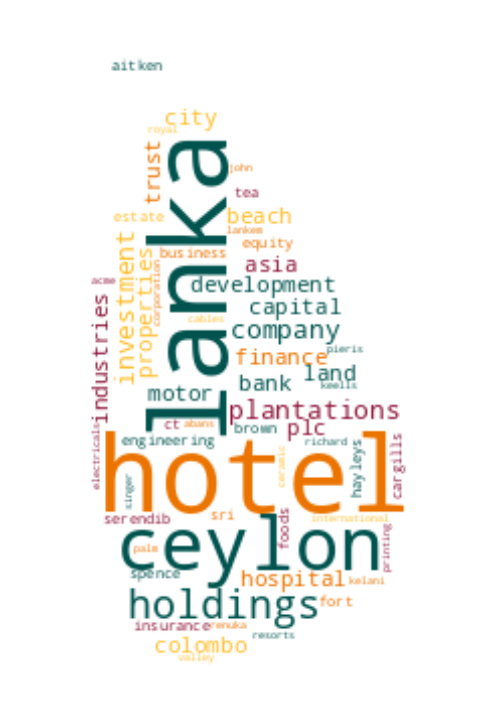 aitken
city
royal
trust
john
lanka
tea
estate
beach
lankem
equity
business
investment
properties
corporation
asia
acme
development
industries
capital
cables
company
pieris
finance
land
bank
keells
motor
plantations
ct
abans
brown
plc
engineering
richard
electricals
hotel
ceramic
hayleys
cargills
singer
serendib
sri
foods
international
ceylon
printing
palm
spence
hospital
kelani
holdings
fort
insurance
renuka
resorts
colombo
valley